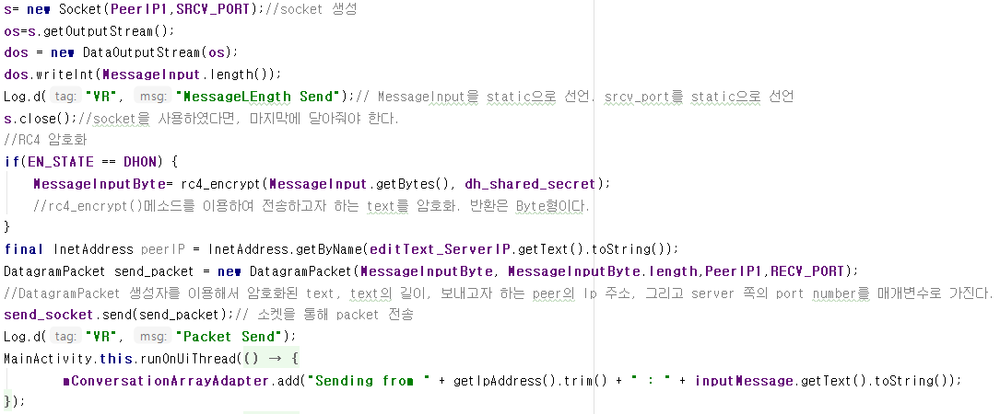 s= new Socket(PeerIP1,SRCV_PORT);//socket 생성
os=s.getOutputStream();
dos = new DataOutputStream(os);
dos.writeInt(MessageInput.length());
Log.d( tag: "VR", msg: "MessageLEngth Send");// MessageInput을 static으로 선언. srcv_port를 static으로 선언
s.close();//socket을 사용하였다면, 마지막에 닫아줘야 한다.
//RC4 암호화
if(EN_STATE == DHON) {
MessageInputByte= rc4_encrypt(MessageInput.getBytes(), dh_shared_secret);
//rc4_encrypt()메소드를 이용하여 전송하고자 하는 text를 암호화. 반환은 Byte형이다.
}
final InetAddress peerIP = InetAddress.getByName(editText_ServerIP.getText().toString());
DatagramPacket send_packet = new DatagramPacket(MessageInputByte, MessageInputByte.length,PeerIP1,RECV_PORT);
//DatagramPacket 생성자를 이용해서 암호화된 text, text의 길이, 보내고자 하는 peer의 Ip 주소, 그리고 server 쪽의 port number를 매개변수로 가진다.
send_socket.send(send_packet);// 소켓을 통해 packet 전송
Log.d( tag: "VR", msg: "Packet Send");
MainActivity.this.runOnUiThread(() → {
mConversationArrayAdapter.add("Sending from " + getIpAddress().trim() + " : " + inputMessage.getText().toString());
});